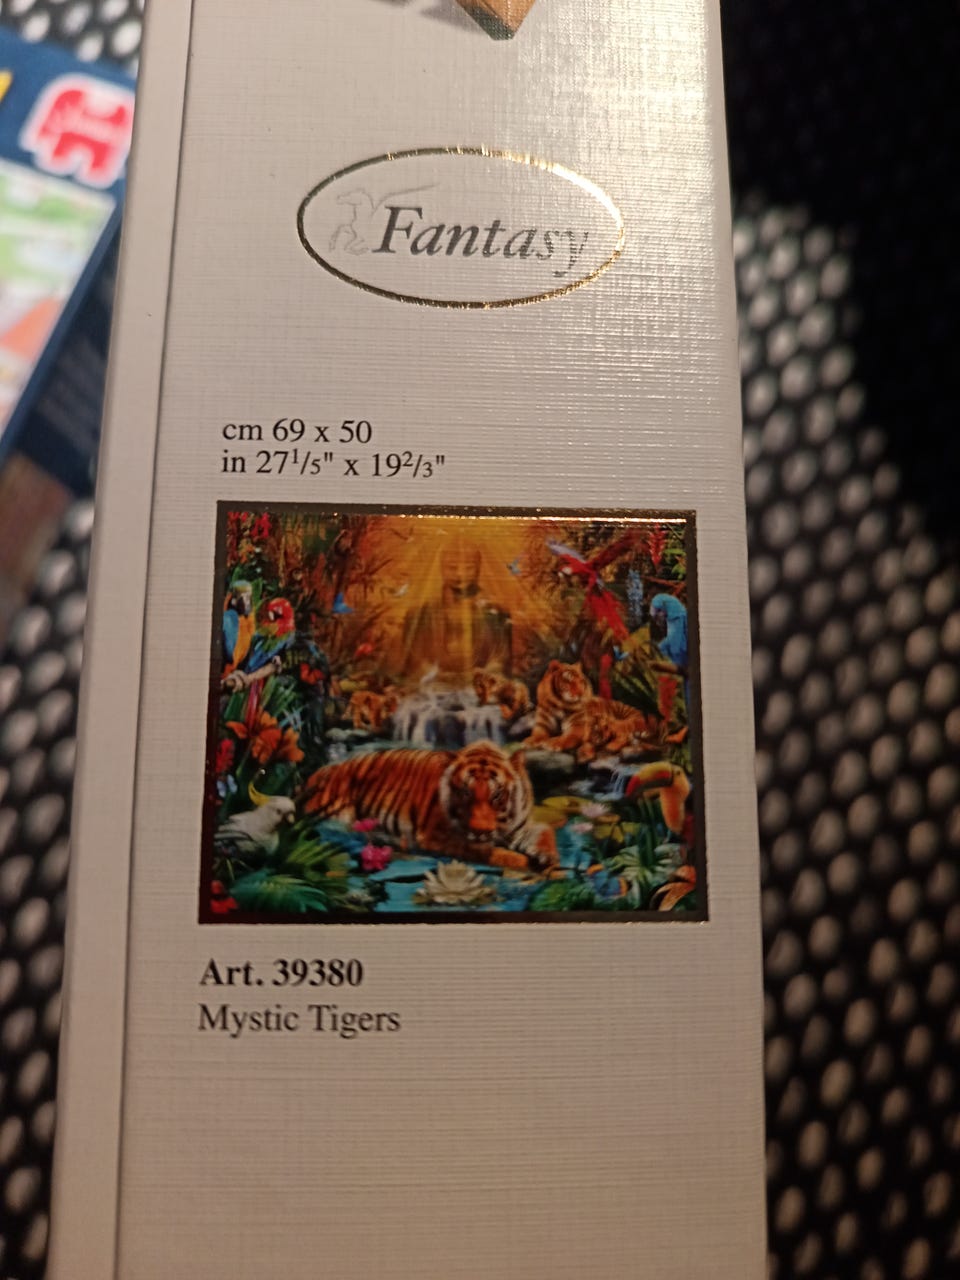 Fantasy
cm 69 x 50
in 27¹/₅" x 19²/₃"
Art. 39380
Mystic Tigers